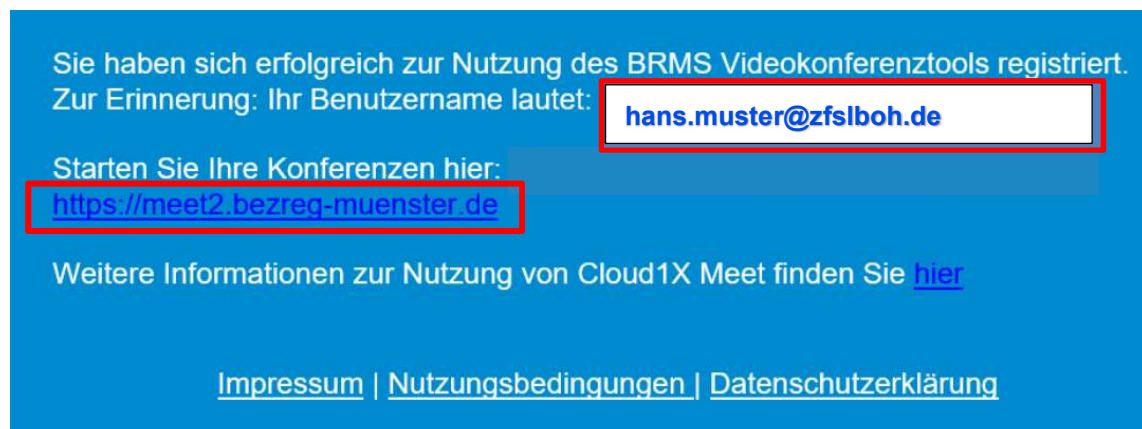 Sie haben sich erfolgreich zur Nutzung des BRMS Videokonferenztools registriert.
Zur Erinnerung: Ihr Benutzername lautet: hans.muster@zfslboh.de
Starten Sie Ihre Konferenzen hier:
https://meet2.bezreg-muenster.de
Weitere Informationen zur Nutzung von Cloud1X Meet finden Sie hier
Impressum | Nutzungsbedingungen | Datenschutzerklärung